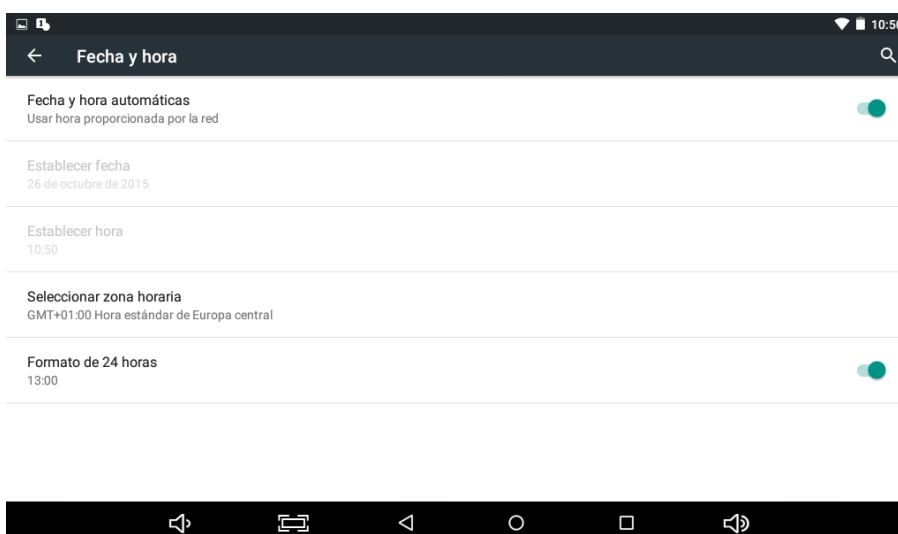 10:50
Fecha y hora
Fecha y hora automáticas
Usar hora proporcionada por la red
Establecer fecha
26 de octubre de 2015
Establecer hora
10:50
Seleccionar zona horaria
GMT+01:00 Hora estándar de Europa central
Formato de 24 horas
13:00